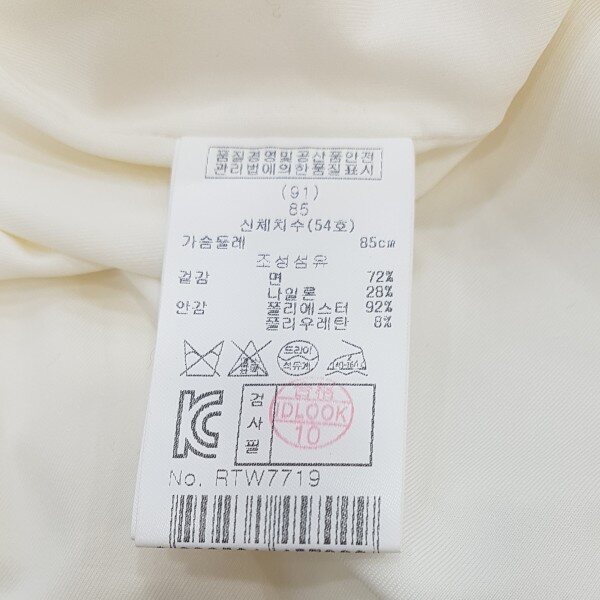 품질경영및공산품안전
관리법에의한품질표시
(91)
85
신체치수(54호)
가슴둘레 85cm
조성섬유
겉감 면 72%
나일론 28%
안감 폴리에스터 92%
폴리우레탄 8%
드라이
석유계
검사필
IDLOOK
10
No. RTW7719